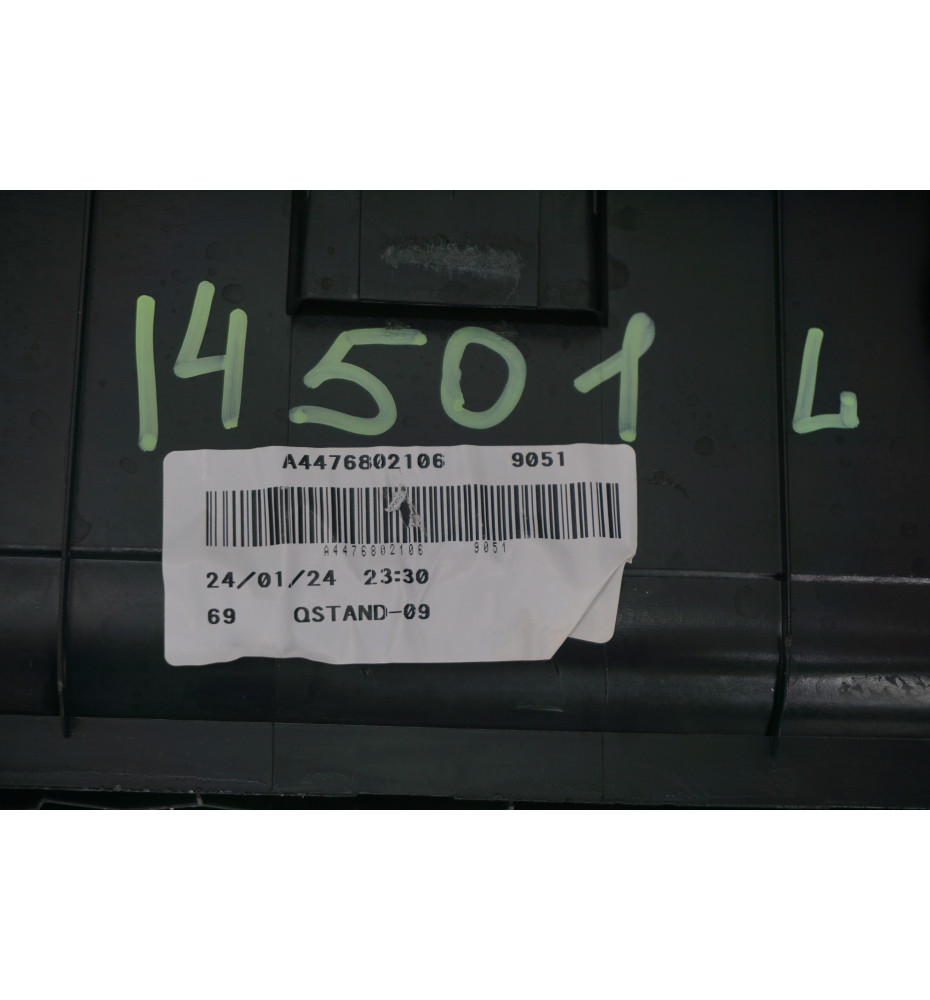 14501 L
A4476802106 9051
A4476802106 9051
24/01/24 23:30
69 QSTAND-09